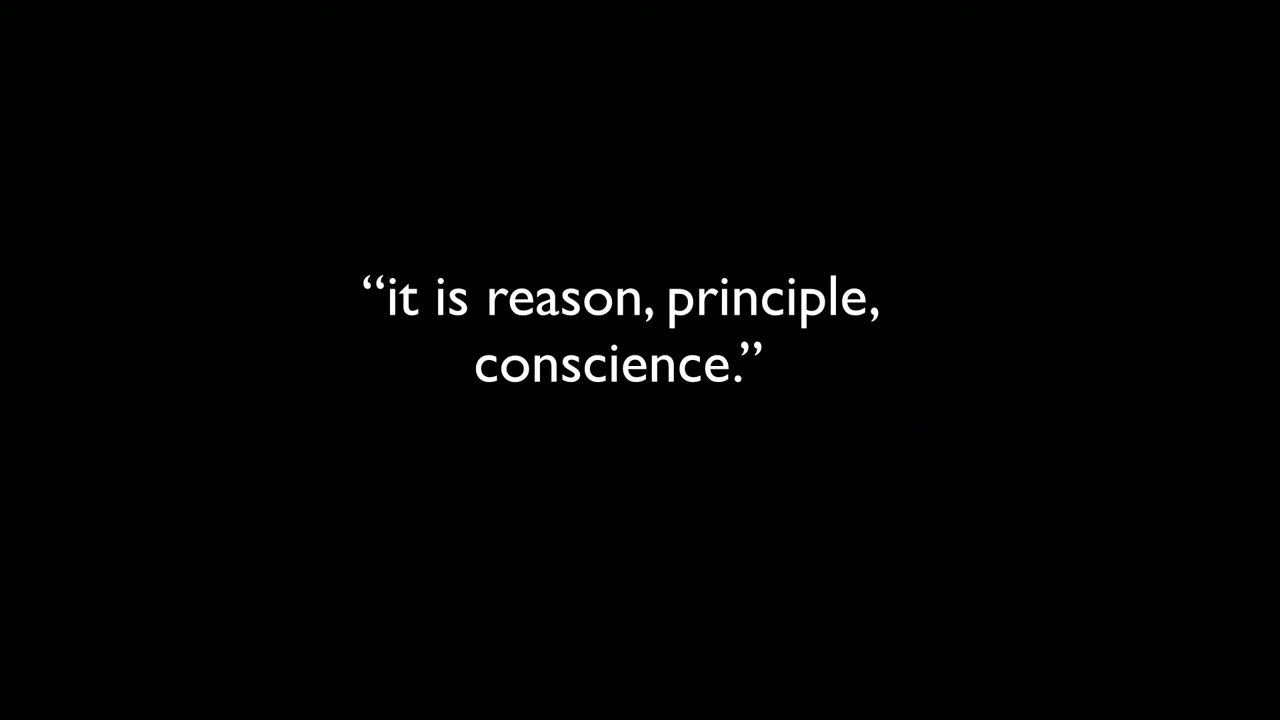 “it is reason, principle,
conscience.”